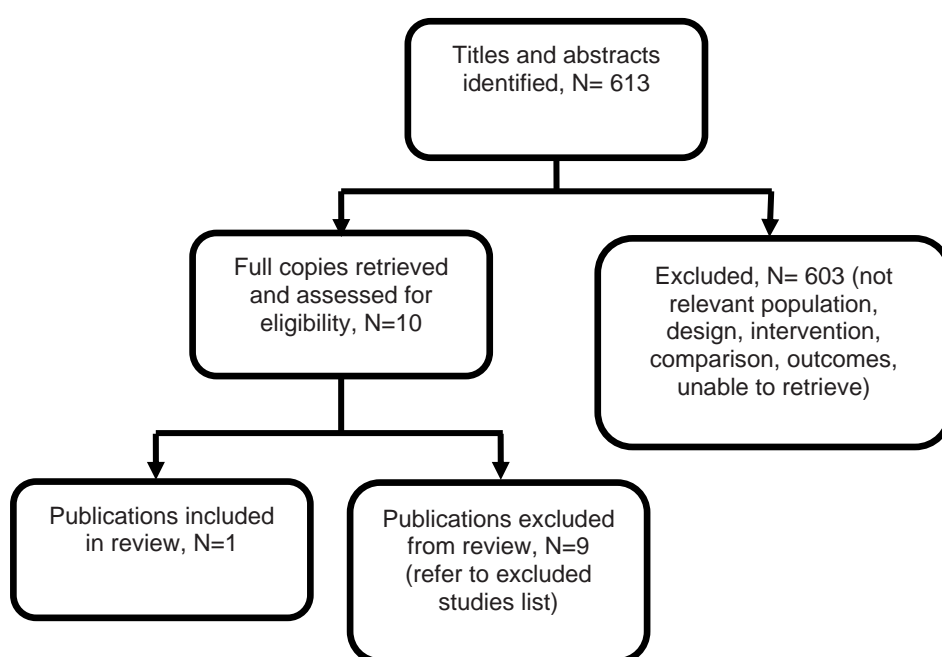 Titles and abstracts
identified, N= 613
Full copies retrieved
and assessed for
eligibility, N=10
Excluded, N= 603 (not
relevant population,
design, intervention,
comparison, outcomes,
unable to retrieve)
Publications included
in review, N=1
Publications excluded
from review, N=9
(refer to excluded
studies list)